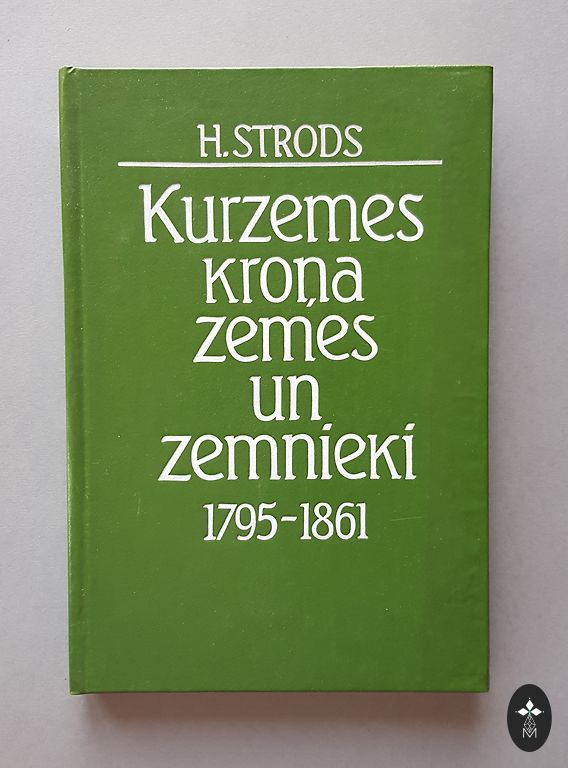 H. STRODS
Kurzemes
kroņa
zemes
un
zemnieki
1795-1861
M